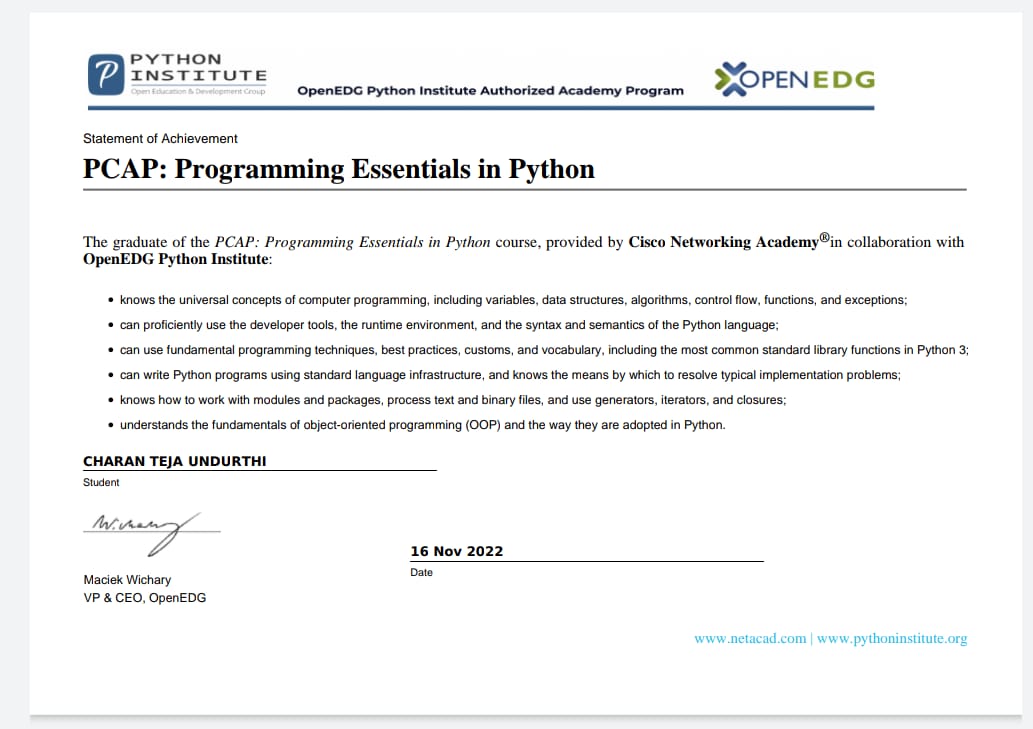 PYTHON
INSTITUTE
Open Education & Development Group
OpenEDG Python Institute Authorized Academy Program
OPENEDG
Statement of Achievement
PCAP: Programming Essentials in Python
The graduate of the PCAP: Programming Essentials in Python course, provided by Cisco Networking Academy®in collaboration with
OpenEDG Python Institute:
• knows the universal concepts of computer programming, including variables, data structures, algorithms, control flow, functions, and exceptions;
• can proficiently use the developer tools, the runtime environment, and the syntax and semantics of the Python language;
• can use fundamental programming techniques, best practices, customs, and vocabulary, including the most common standard library functions in Python 3;
• can write Python programs using standard language infrastructure, and knows the means by which to resolve typical implementation problems;
• knows how to work with modules and packages, process text and binary files, and use generators, iterators, and closures;
• understands the fundamentals of object-oriented programming (OOP) and the way they are adopted in Python.
CHARAN TEJA UNDURTHI
Student
16 Nov 2022
Date
Maciek Wichary
VP & CEO, OpenEDG
www.netacad.com | www.pythoninstitute.org